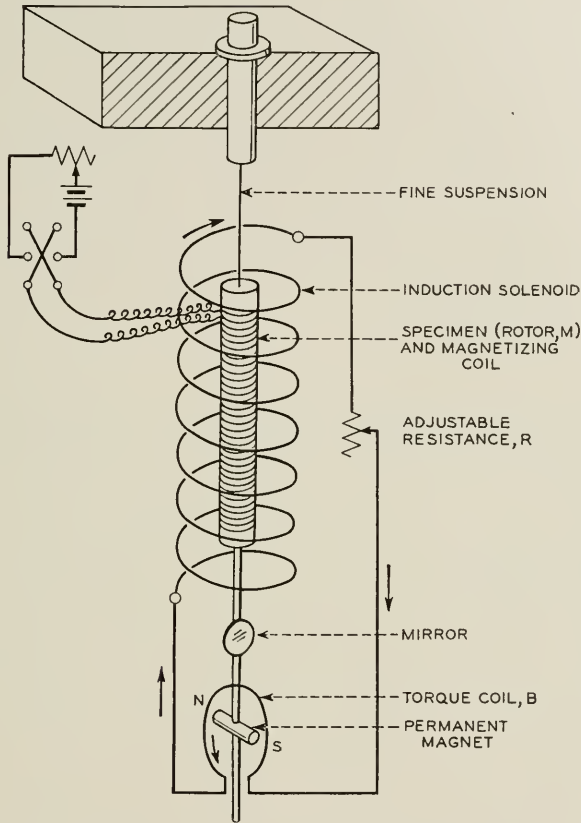 FINE SUSPENSION
INDUCTION SOLENOID
SPECIMEN (ROTOR,M)
AND MAGNETIZING
COIL
ADJUSTABLE
RESISTANCE, R
MIRROR
TORQUE COIL, B
N
PERMANENT
MAGNET
S